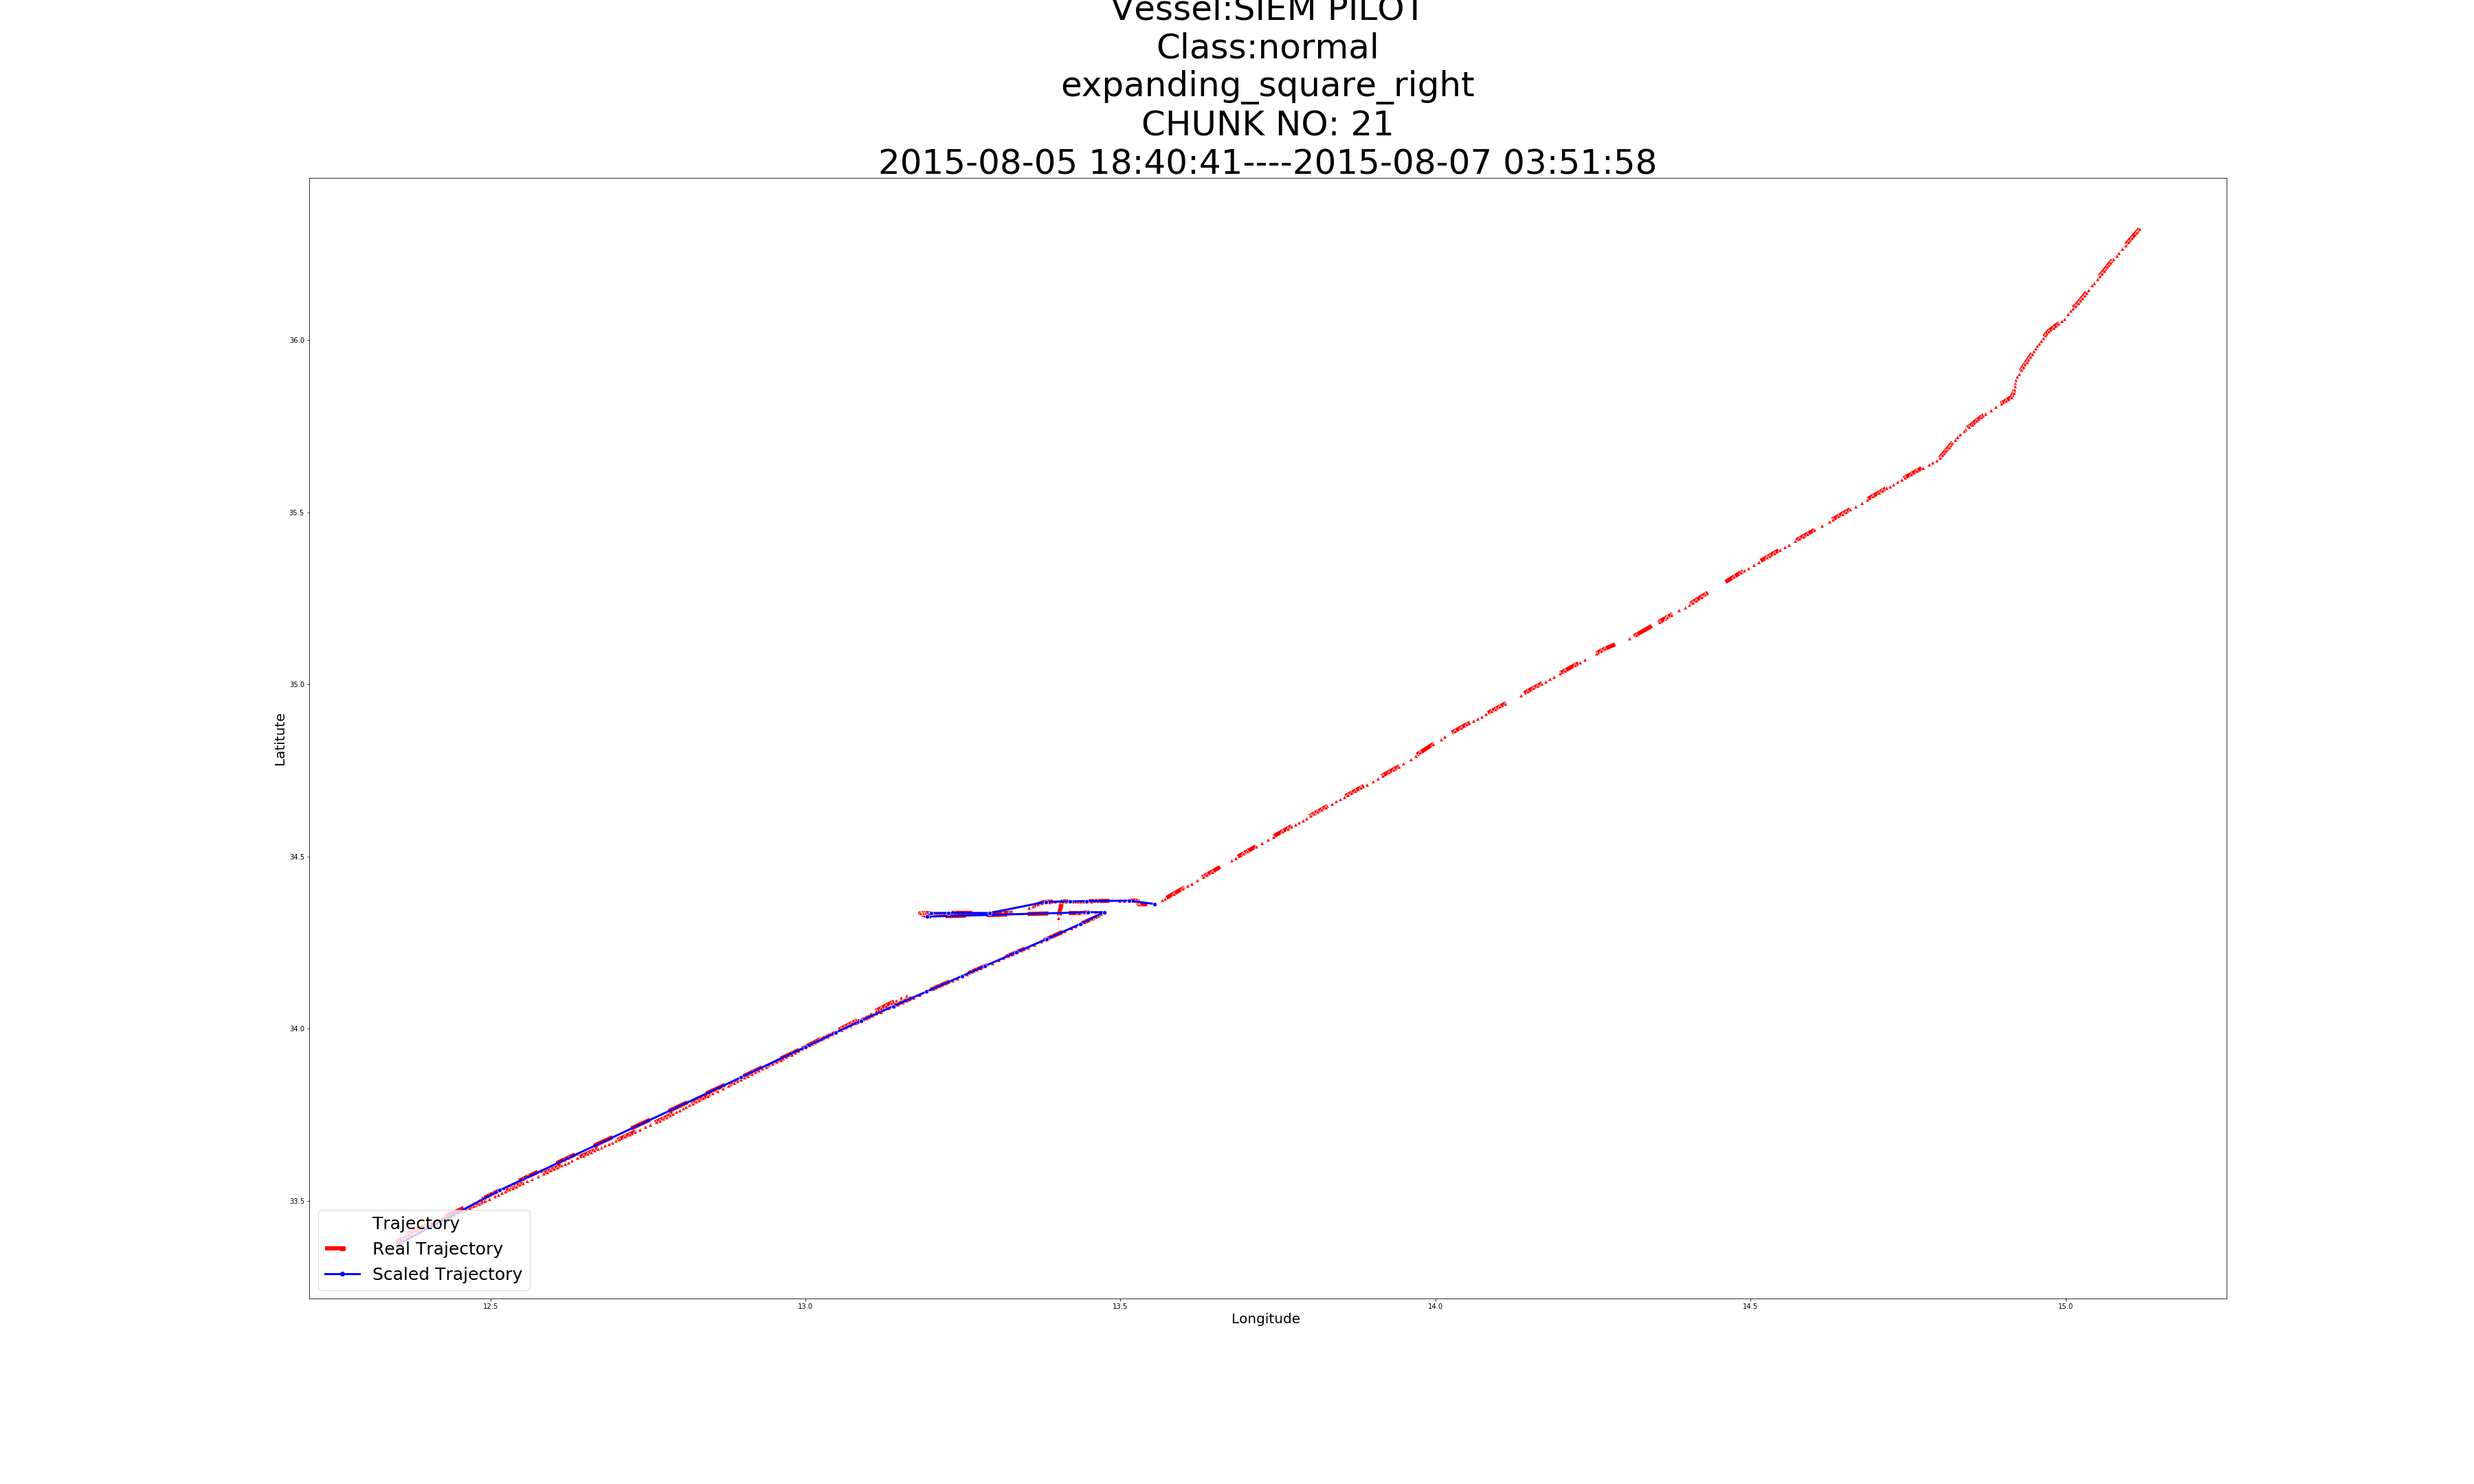 Vessel:SIEM PILOT
Class:normal
expanding_square_right
CHUNK NO: 21
2015-08-05 18:40:41----2015-08-07 03:51:58
36.0
35.5
35.0
34.5
34.0
33.5
Latitute
Trajectory
Real Trajectory
Scaled Trajectory
12.5
13.0
13.5
14.0
14.5
15.0
Longitude